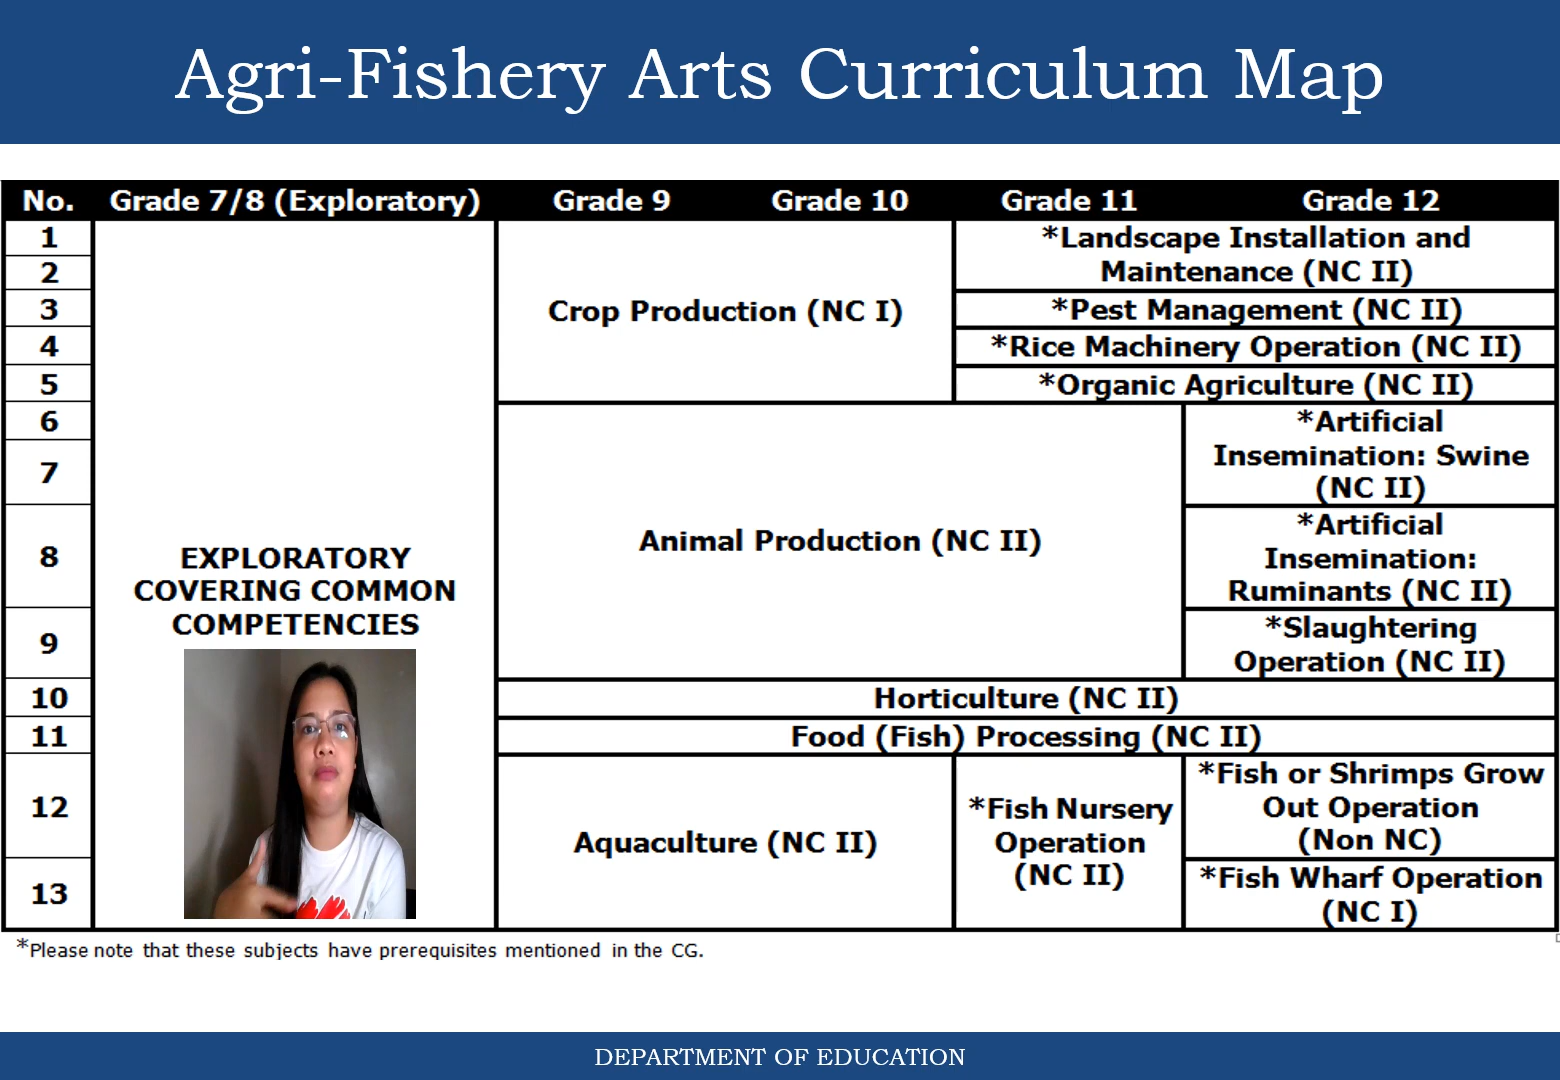 Agri-Fishery Arts Curriculum Map
No. Grade 7/8 (Exploratory) Grade 9 Grade 10 Grade 11 Grade 12
1
2
3
4
5
6
7
8
9
10
11
12
13
EXPLORATORY
COVERING COMMON
COMPETENCIES
Crop Production (NC I)
*Landscape Installation and
Maintenance (NC II)
*Pest Management (NC II)
*Rice Machinery Operation (NC II)
*Organic Agriculture (NC II)
Animal Production (NC II)
*Artificial
Insemination: Swine
(NC II)
*Artificial
Insemination:
Ruminants (NC II)
*Slaughtering
Operation (NC II)
Horticulture (NC II)
Food (Fish) Processing (NC II)
Aquaculture (NC II)
*Fish Nursery
Operation
(NC II)
*Fish or Shrimps Grow
Out Operation
(Non NC)
*Fish Wharf Operation
(NC I)
*Please note that these subjects have prerequisites mentioned in the CG.
DEPARTMENT OF EDUCATION